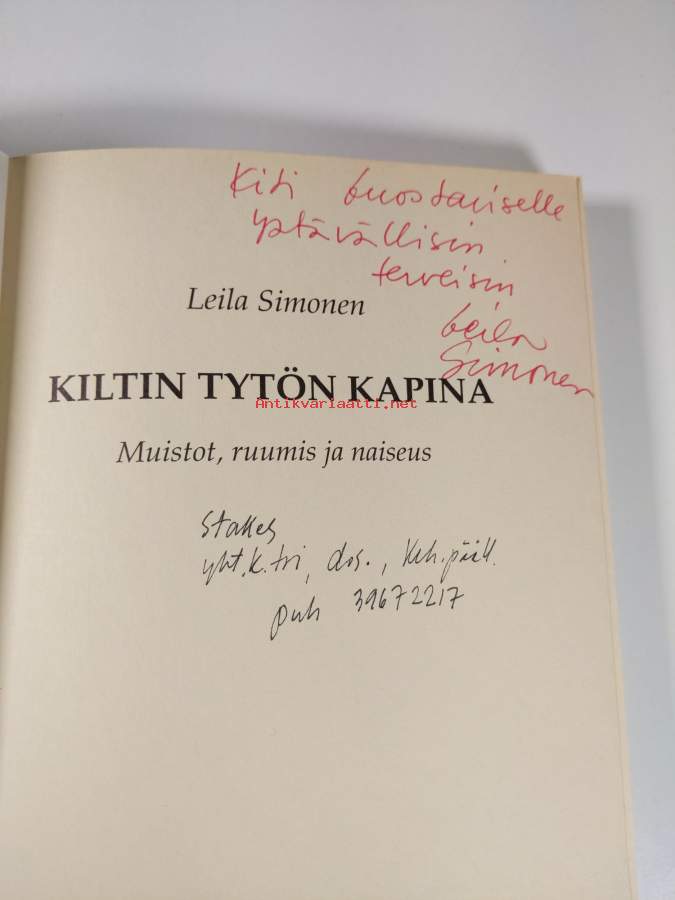 Kiti Luostariselle
ystävällisin
terveisin
Leila
Simonen
Leila Simonen
KILTIN TYTÖN KAPINA
Antikvariaatti.net
Muistot, ruumis ja naiseus
Stakes
yht.k.tri, dos., keh.pääll.
puh 39672217